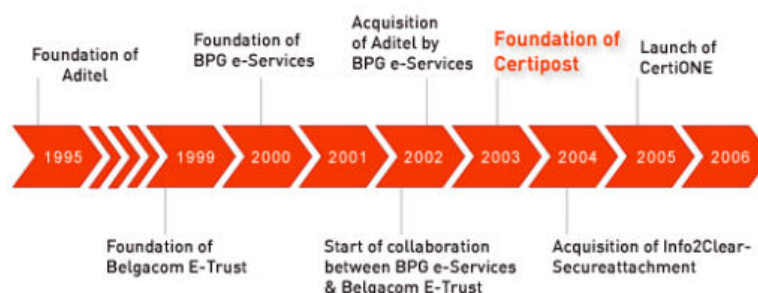 Foundation of
Aditel
Foundation of
BPG e-Services
Acquisition
of Aditel by
BPG e-Services
Foundation of
Certipost
Launch of
CertiONE
1995
1999
2000
2001
2002
2003
2004
2005
2006
Foundation of
Belgacom E-Trust
Start of collaboration
between BPG e-Services
& Belgacom E-Trust
Acquisition of Info2Clear-
Secureattachment